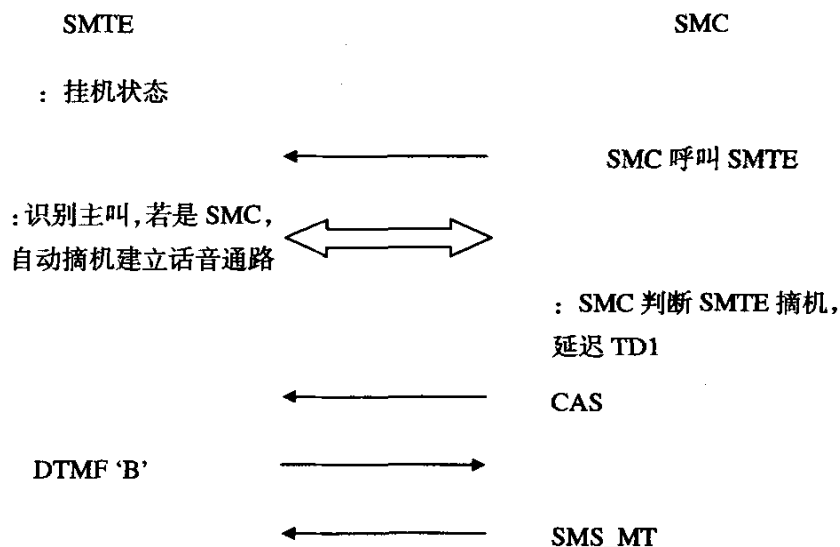 SMTE SMC
：挂机状态
SMC 呼叫 SMTE
:识别主叫,若是 SMC,
自动摘机建立话音通路
：SMC 判断 SMTE 摘机,
延迟 TD1
CAS
DTMF ‘B’
SMS_MT